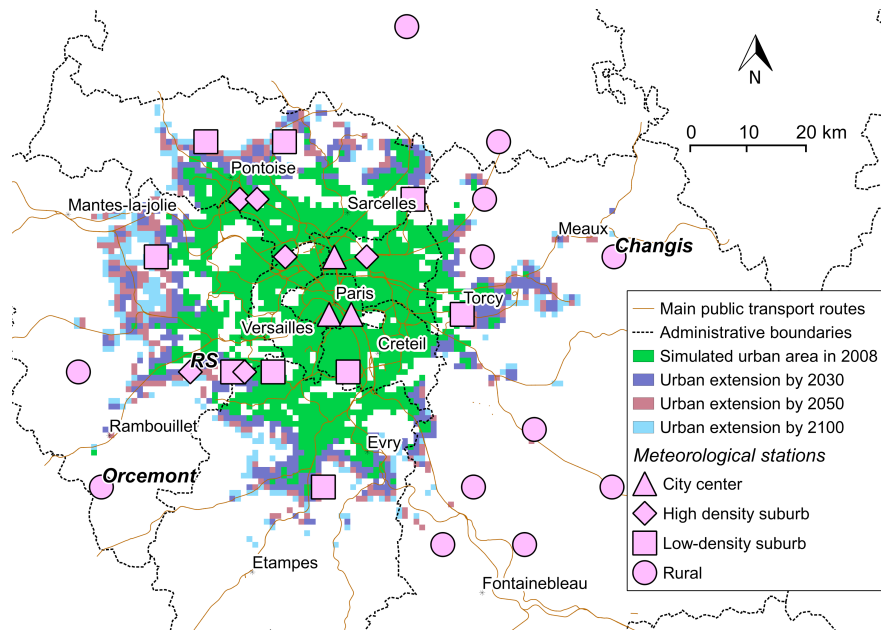 N
0 10 20 km
Pontoise
Mantes-la-jolie
Sarcelles
Meaux
Changis
Paris
Torcy
Versailles
Creteil
RS
Rambouillet
Evry
Orcemont
Etampes
Fontainebleau
Main public transport routes
Administrative boundaries
Simulated urban area in 2008
Urban extension by 2030
Urban extension by 2050
Urban extension by 2100
Meteorological stations
City center
High density suburb
Low-density suburb
Rural